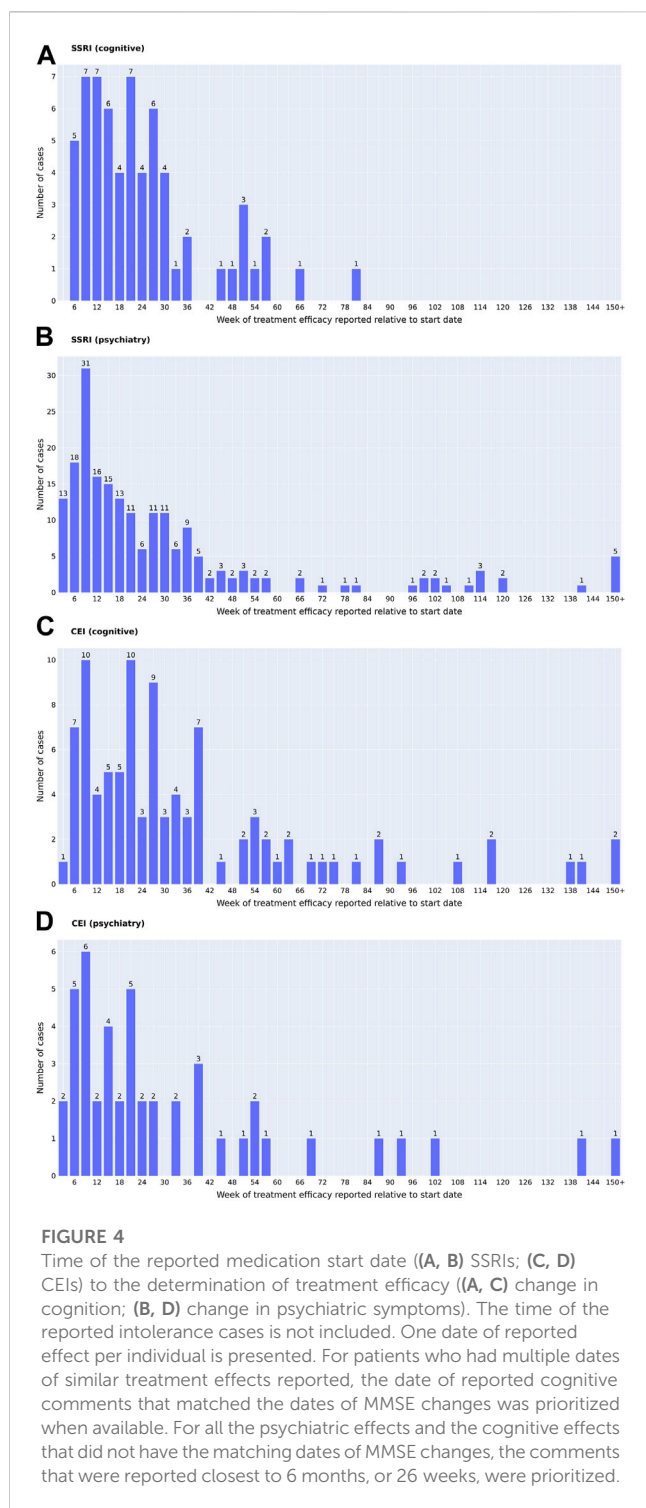 A
SSRI (cognitive)
7
6
5
4
3
2
1
0
Number of cases
5 7 7 6 4 7 4 6 4 1 2 1 1 3 1 2 1 1
6 12 18 24 30 36 42 48 54 60 66 72 78 84 90 96 102 108 114 120 126 132 138 144 150+
Week of treatment efficacy reported relative to start date
B
SSRI (psychiatry)
30
25
20
15
10
5
0
Number of cases
13 18 31 16 15 13 11 6 11 11 6 9 5 2 3 2 3 2 2 2 1 1 1 1 2 2 1 1 3 2 1 5
6 12 18 24 30 36 42 48 54 60 66 72 78 84 90 96 102 108 114 120 126 132 138 144 150+
Week of treatment efficacy reported relative to start date
C
CEI (cognitive)
10
8
6
4
2
0
Number of cases
1 7 10 4 5 5 10 3 9 3 4 3 7 1 2 3 2 1 2 1 1 1 1 2 1 1 2 1 1 2
6 12 18 24 30 36 42 48 54 60 66 72 78 84 90 96 102 108 114 120 126 132 138 144 150+
Week of treatment efficacy reported relative to start date
D
CEI (psychiatry)
6
5
4
3
2
1
0
Number of cases
2 5 6 2 4 2 5 2 2 2 3 1 1 2 1 1 1 1 1 1 1
6 12 18 24 30 36 42 48 54 60 66 72 78 84 90 96 102 108 114 120 126 132 138 144 150+
Week of treatment efficacy reported relative to start date
FIGURE 4
Time of the reported medication start date ((A, B) SSRIs; (C, D)
CEIs) to the determination of treatment efficacy ((A, C) change in
cognition; (B, D) change in psychiatric symptoms). The time of the
reported intolerance cases is not included. One date of reported
effect per individual is presented. For patients who had multiple dates
of similar treatment effects reported, the date of reported cognitive
comments that matched the dates of MMSE changes was prioritized
when available. For all the psychiatric effects and the cognitive effects
that did not have the matching dates of MMSE changes, the comments
that were reported closest to 6 months, or 26 weeks, were prioritized.